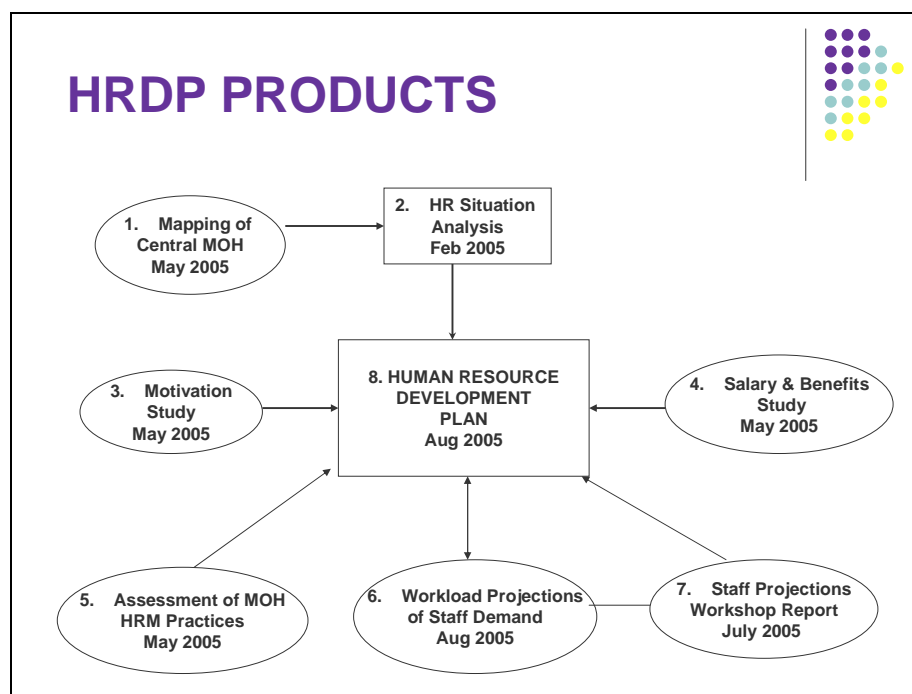 HRDP PRODUCTS
1. Mapping of
Central MOH
May 2005
2. HR Situation
Analysis
Feb 2005
3. Motivation
Study
May 2005
8. HUMAN RESOURCE
DEVELOPMENT
PLAN
Aug 2005
4. Salary & Benefits
Study
May 2005
5. Assessment of MOH
HRM Practices
May 2005
6. Workload Projections
of Staff Demand
Aug 2005
7. Staff Projections
Workshop Report
July 2005